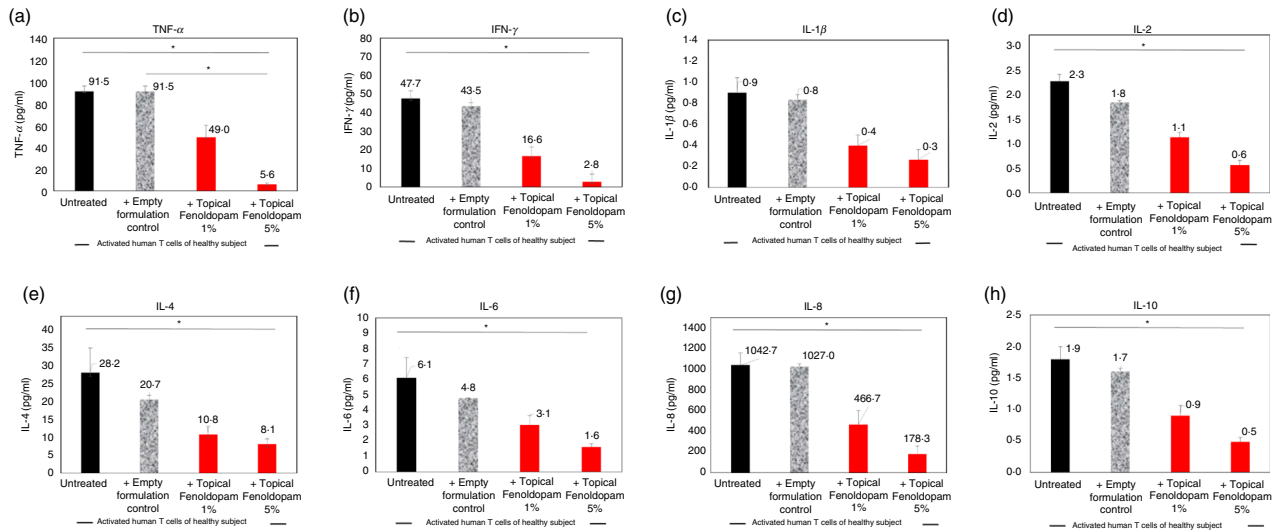 (a)
TNF-α
TNF-α (pg/ml)
140
120
100
80
60
40
20
0
*
*
91·5
91·5
49·0
5·6
Untreated
+ Empty formulation control
+ Topical Fenoldopam 1%
+ Topical Fenoldopam 5%
Activated human T cells of healthy subject
(b)
IFN-γ
IFN-γ (pg/ml)
80
70
60
50
40
30
20
10
0
*
47·7
43·5
16·6
2·8
Untreated
+ Empty formulation control
+ Topical Fenoldopam 1%
+ Topical Fenoldopam 5%
Activated human T cells of healthy subject
(c)
IL-1β
IL-1β (pg/ml)
1·4
1·2
1·0
0·8
0·6
0·4
0·2
0·0
0·9
0·8
0·4
0·3
Untreated
+ Empty formulation control
+ Topical Fenoldopam 1%
+ Topical Fenoldopam 5%
Activated human T cells of healthy subject
(d)
IL-2
IL-2 (pg/ml)
3·0
2·5
2·0
1·5
1·0
0·5
0·0
*
2·3
1·8
1·1
0·6
Untreated
+ Empty formulation control
+ Topical Fenoldopam 1%
+ Topical Fenoldopam 5%
Activated human T cells of healthy subject
(e)
IL-4
IL-4 (pg/ml)
40
35
30
25
20
15
10
5
0
*
28·2
20·7
10·8
8·1
Untreated
+ Empty formulation control
+ Topical Fenoldopam 1%
+ Topical Fenoldopam 5%
Activated human T cells of healthy subject
(f)
IL-6
IL-6 (pg/ml)
10
9
8
7
6
5
4
3
2
1
0
*
6·1
4·8
3·1
1·6
Untreated
+ Empty formulation control
+ Topical Fenoldopam 1%
+ Topical Fenoldopam 5%
Activated human T cells of healthy subject
(g)
IL-8
IL-8 (pg/ml)
1400
1200
1000
800
600
400
200
0
*
1042·7
1027·0
466·7
178·3
Untreated
+ Empty formulation control
+ Topical Fenoldopam 1%
+ Topical Fenoldopam 5%
Activated human T cells of healthy subject
(h)
IL-10
IL-10 (pg/ml)
2·5
2·0
1·5
1·0
0·5
0·0
*
1·9
1·7
0·9
0·5
Untreated
+ Empty formulation control
+ Topical Fenoldopam 1%
+ Topical Fenoldopam 5%
Activated human T cells of healthy subject